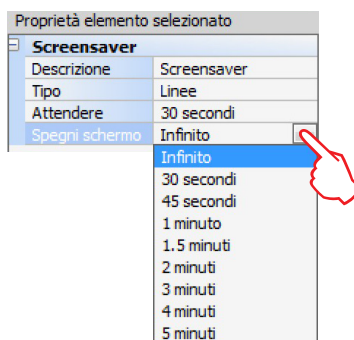 Proprietà elemento selezionato
Screensaver
Descrizione Screensaver
Tipo Linee
Attendere 30 secondi
Spegni schermo Infinito
Infinito
30 secondi
45 secondi
1 minuto
1.5 minuti
2 minuti
3 minuti
4 minuti
5 minuti